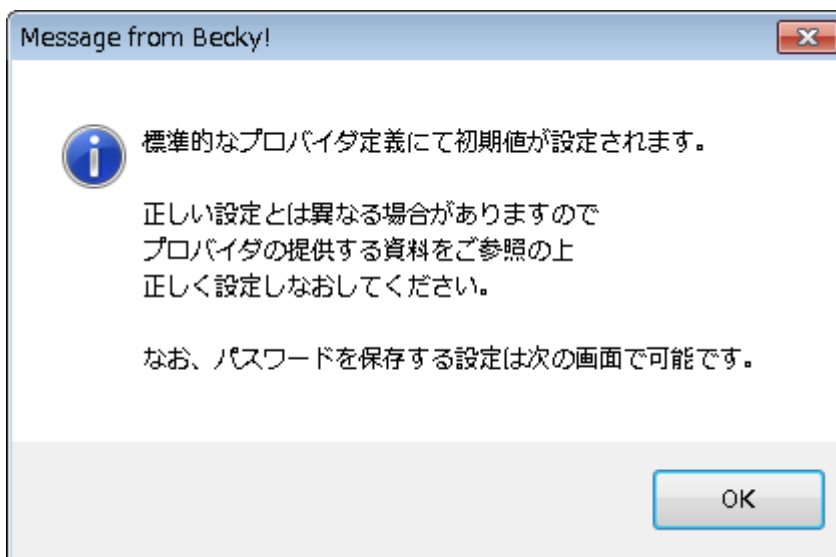 Message from Becky!
標準的なプロバイダ定義にて初期値が設定されます。
正しい設定とは異なる場合がありますので
プロバイダの提供する資料をご参照の上
正しく設定しなおしてください。
なお、パスワードを保存する設定は次の画面で可能です。
OK